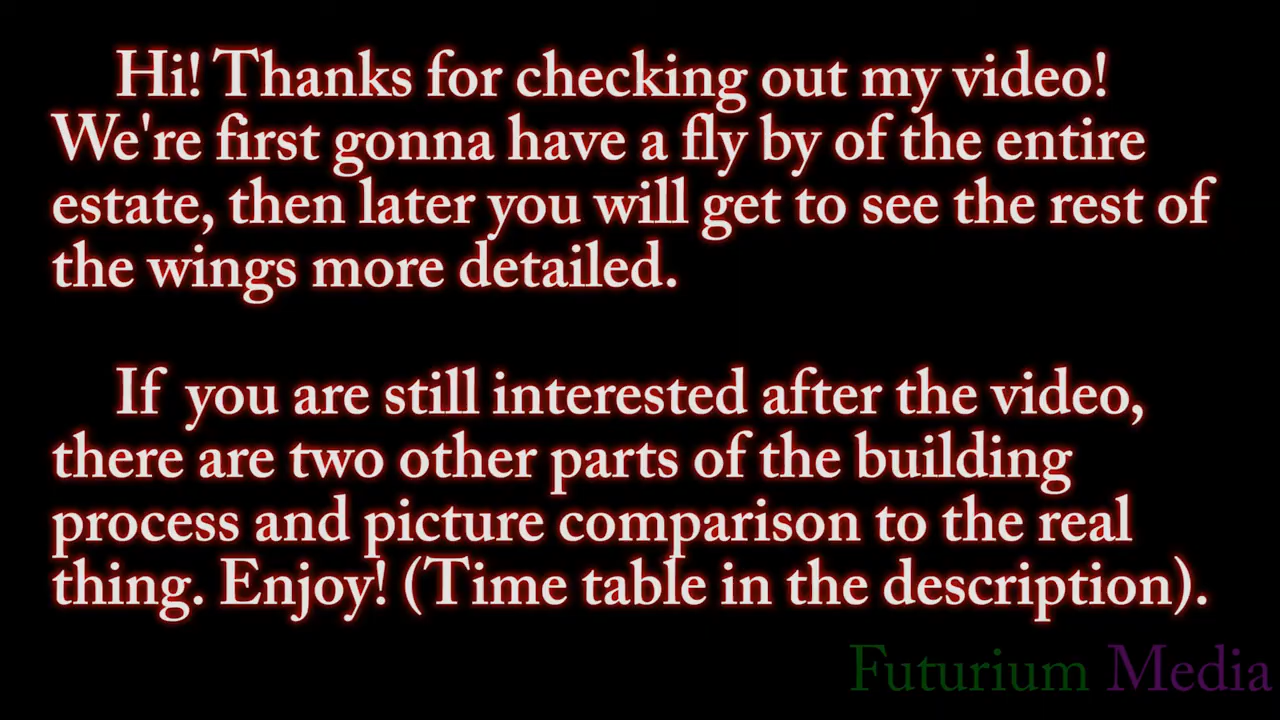 Hi! Thanks for checking out my video!
We're first gonna have a fly by of the entire
estate, then later you will get to see the rest of
the wings more detailed.
If you are still interested after the video,
there are two other parts of the building
process and picture comparison to the real
thing. Enjoy! (Time table in the description).
Futurium Media